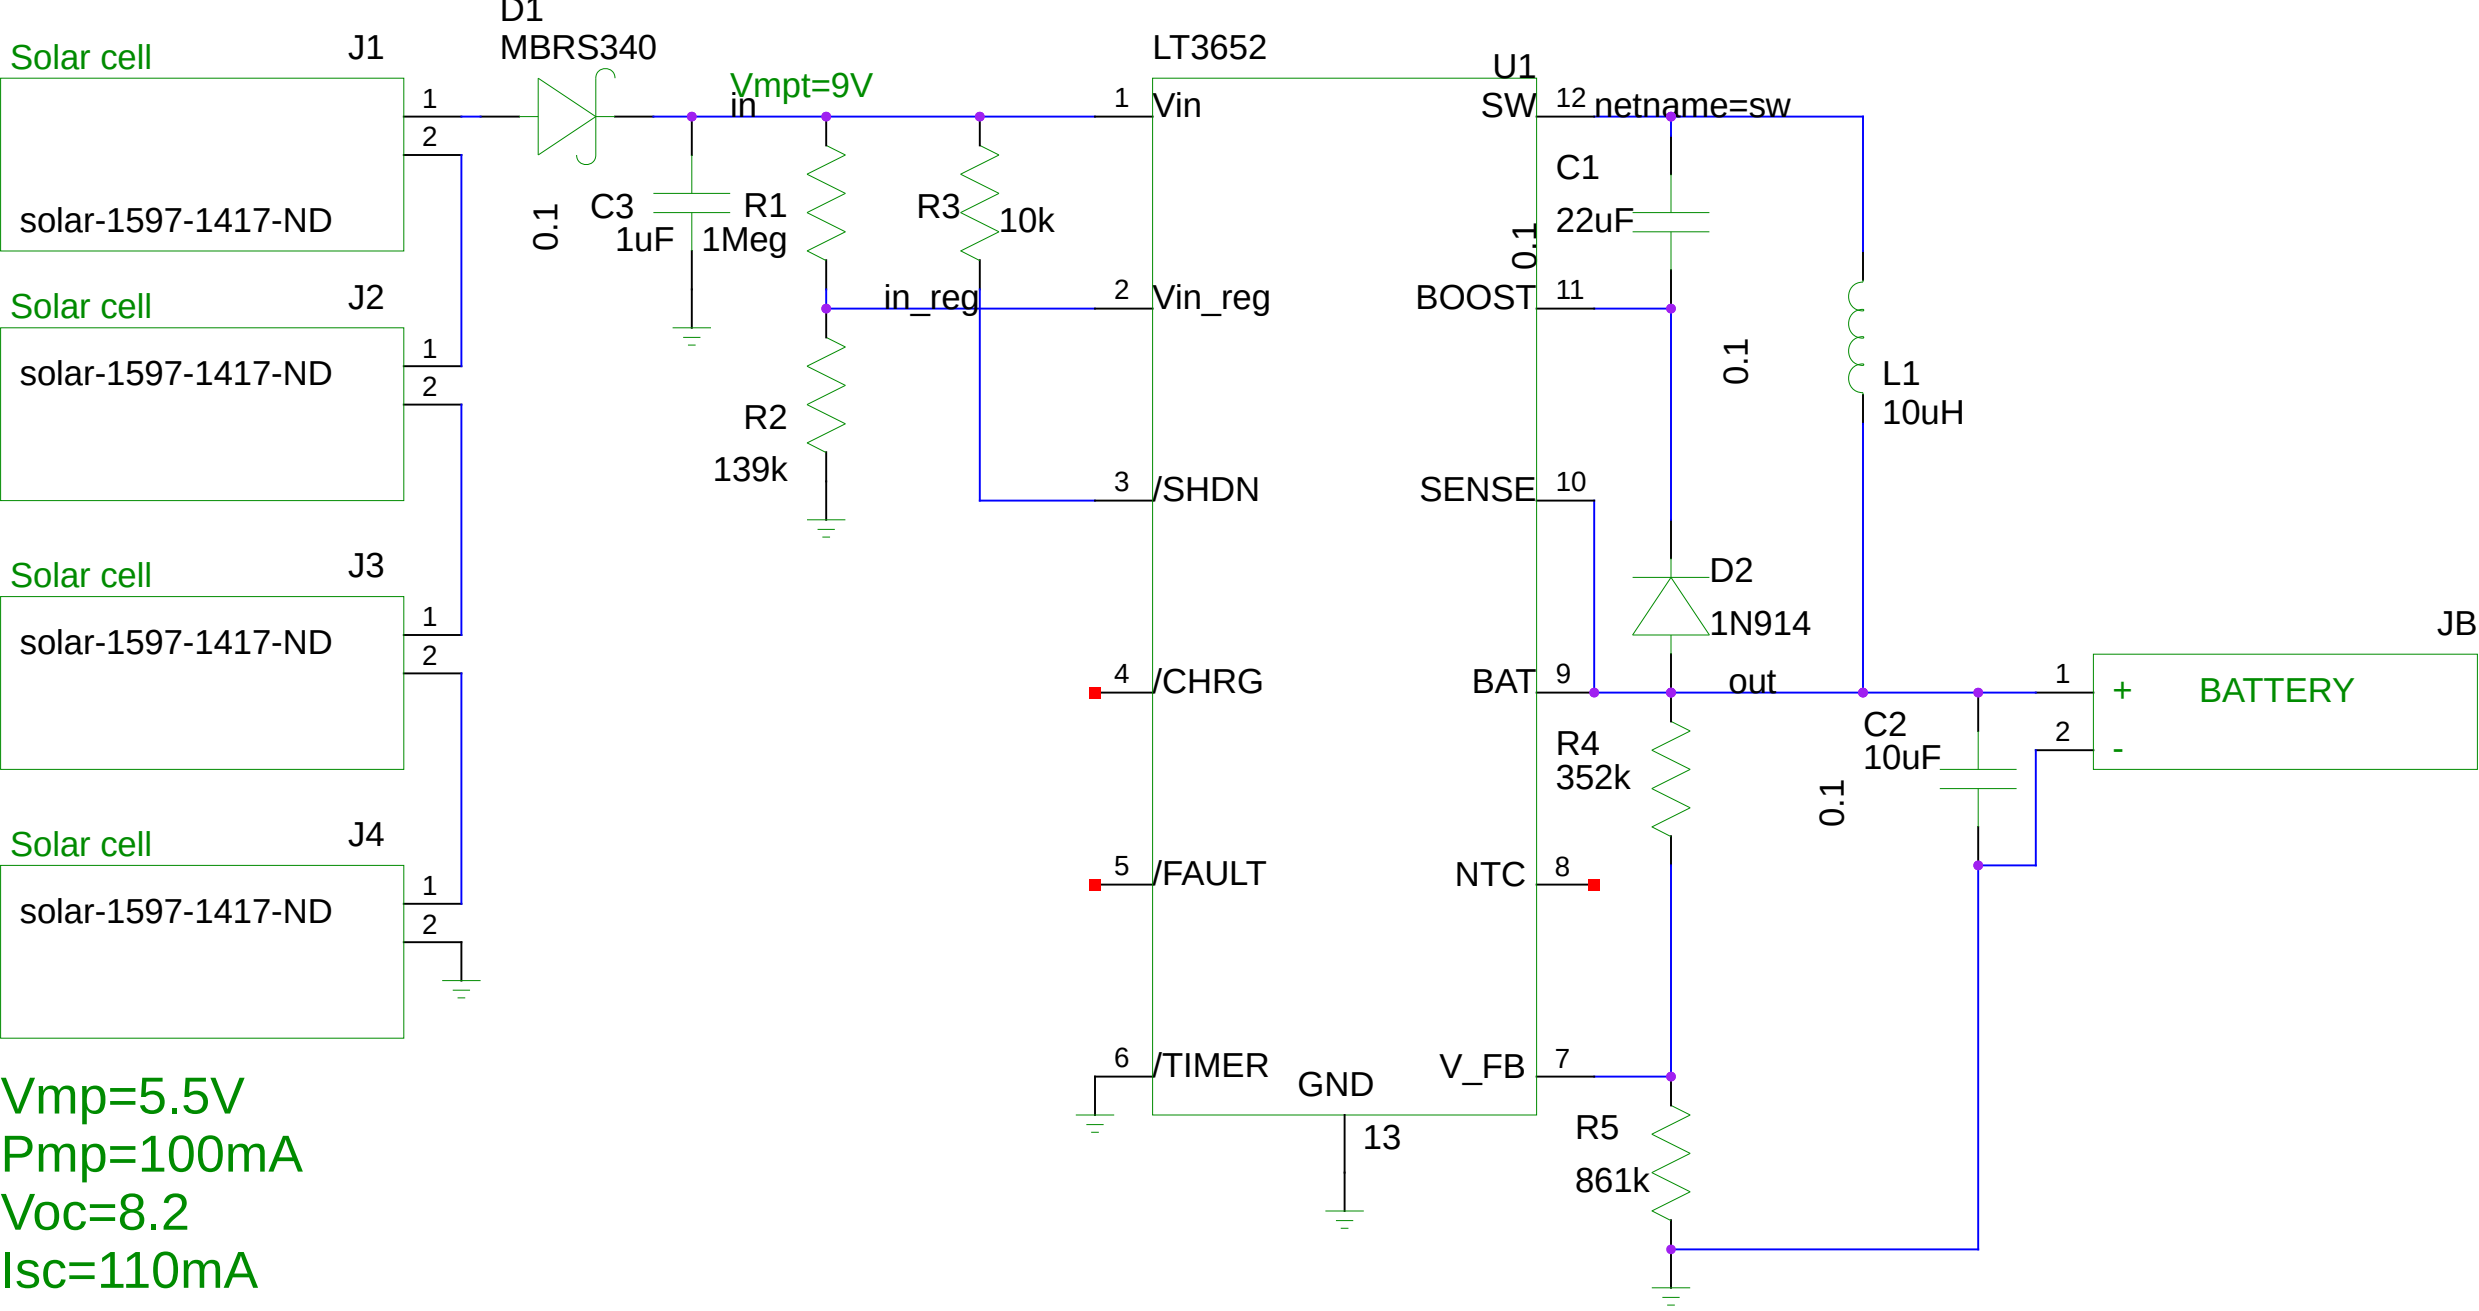 D1
MBRS340
Solar cell
J1
1
2
solar-1597-1417-ND
Solar cell
J2
1
2
solar-1597-1417-ND
Solar cell
J3
1
2
solar-1597-1417-ND
Solar cell
J4
1
2
solar-1597-1417-ND
Vmp=5.5V
Pmp=100mA
Voc=8.2
Isc=110mA
Vmpt=9V
in
0.1
C3
1uF
R1
1Meg
R3
10k
in_reg
R2
139k
LT3652
U1
1
Vin
2
Vin_reg
3
/SHDN
4
/CHRG
5
/FAULT
6
/TIMER
GND
13
SW
12
netname=sw
C1
22uF
0.1
BOOST
11
0.1
L1
10uH
SENSE
10
D2
1N914
BAT
9
out
R4
352k
NTC
8
V_FB
7
R5
861k
C2
10uF
0.1
JB
1
+
BATTERY
2
-